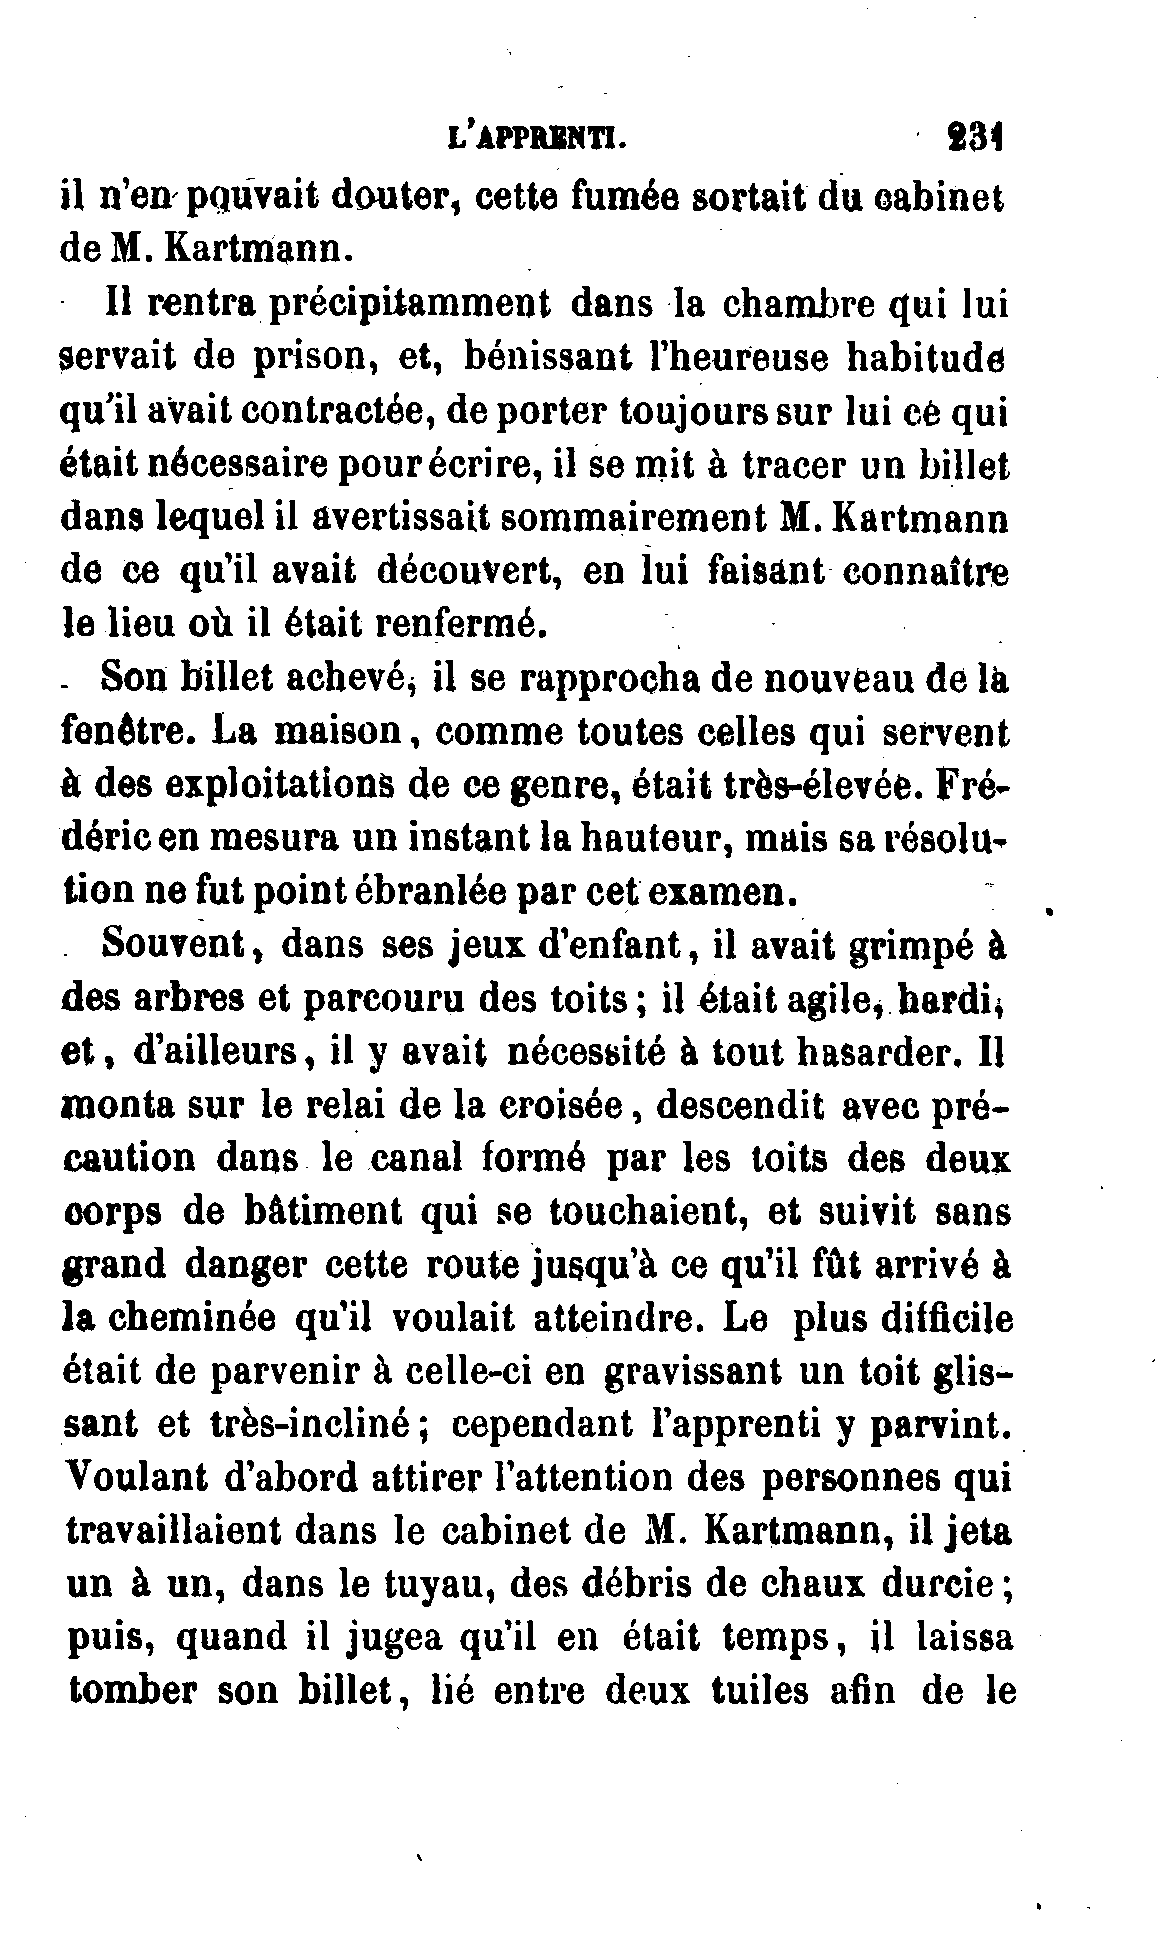 L'APPRENTI. 231
il n'en pouvait douter, cette fumée sortait du cabinet
de M. Kartmann.
Il rentra précipitamment dans la chambre qui lui
servait de prison, et, bénissant l'heureuse habitude
qu'il avait contractée, de porter toujours sur lui ce qui
était nécessaire pour écrire, il se mit à tracer un billet
dans lequel il avertissait sommairement M. Kartmann
de ce qu'il avait découvert, en lui faisant connaître
le lieu où il était renfermé.
Son billet achevé, il se rapprocha de nouveau de la
fenêtre. La maison, comme toutes celles qui servent
à des exploitations de ce genre, était très-élevée. Fré-
déric en mesura un instant la hauteur, mais sa résolu-
tion ne fut point ébranlée par cet examen.
Souvent, dans ses jeux d'enfant, il avait grimpé à
des arbres et parcouru des toits; il était agile, hardi,
et, d'ailleurs, il y avait nécessité à tout hasarder. Il
monta sur le relai de la croisée, descendit avec pré-
caution dans le canal formé par les toits des deux
corps de bâtiment qui se touchaient, et suivit sans
grand danger cette route jusqu'à ce qu'il fût arrivé à
la cheminée qu'il voulait atteindre. Le plus difficile
était de parvenir à celle-ci en gravissant un toit glis-
sant et très-incliné; cependant l'apprenti y parvint.
Voulant d'abord attirer l'attention des personnes qui
travaillaient dans le cabinet de M. Kartmann, il jeta
un à un, dans le tuyau, des débris de chaux durcie;
puis, quand il jugea qu'il en était temps, il laissa
tomber son billet, lié entre deux tuiles afin de le